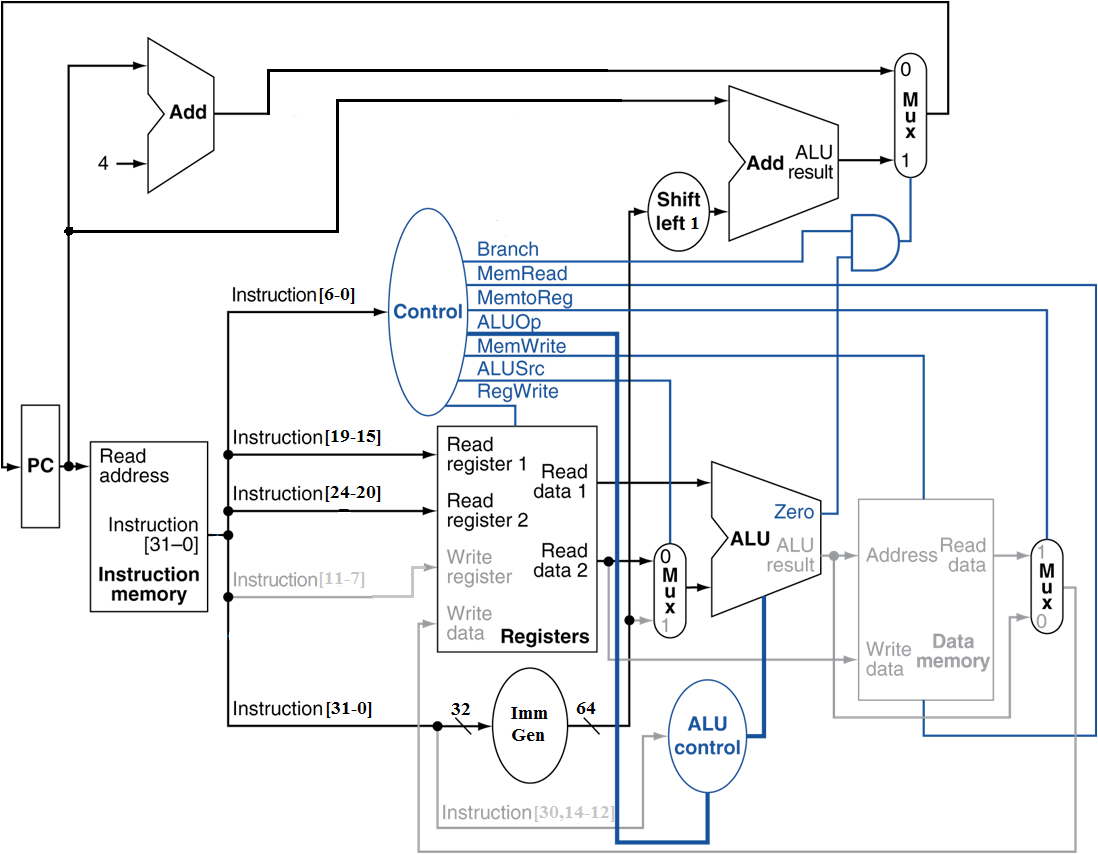 Add
4
0
Mux
1
Add
ALU
result
Shift
left 1
Branch
MemRead
MemtoReg
ALUOp
MemWrite
ALUSrc
RegWrite
Control
Instruction[6-0]
Instruction[19-15]
Instruction[24-20]
Instruction[11-7]
Instruction[31-0]
PC
Read
address
Instruction
[31–0]
Instruction
memory
Read
register 1
Read
register 2
Write
register
Write
data
Read
data 1
Read
data 2
Registers
0
Mux
1
Zero
ALU
ALU
result
Address
Read
data
Write
data
Data
memory
1
Mux
0
32
Imm
Gen
64
ALU
control
Instruction[30,14-12]